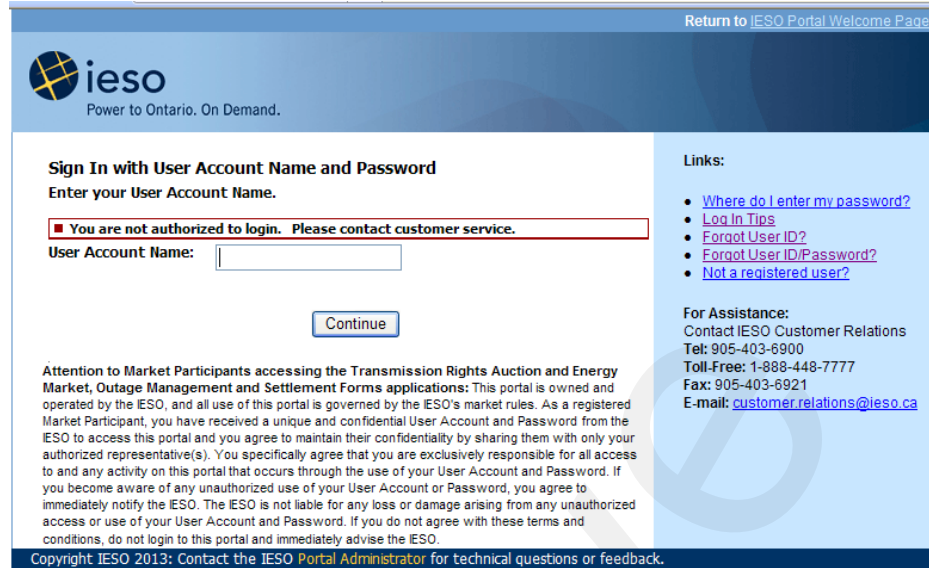 Return to IESO Portal Welcome Page
ieso
Power to Ontario. On Demand.
Sign In with User Account Name and Password
Enter your User Account Name.
You are not authorized to login. Please contact customer service.
User Account Name:
Continue
Attention to Market Participants accessing the Transmission Rights Auction and Energy
Market, Outage Management and Settlement Forms applications: This portal is owned and
operated by the IESO, and all use of this portal is governed by the IESO's market rules. As a registered
Market Participant, you have received a unique and confidential User Account and Password from the
IESO to access this portal and you agree to maintain their confidentiality by sharing them with only your
authorized representative(s). You specifically agree that you are exclusively responsible for all access
to and any activity on this portal that occurs through the use of your User Account and Password. If
you become aware of any unauthorized use of your User Account or Password, you agree to
immediately notify the IESO. The IESO is not liable for any loss or damage arising from any unauthorized
access or use of your User Account and Password. If you do not agree with these terms and
conditions, do not login to this portal and immediately advise the IESO.
Links:
Where do I enter my password?
Log In Tips
Forgot User ID?
Forgot User ID/Password?
Not a registered user?
For Assistance:
Contact IESO Customer Relations
Tel: 905-403-6900
Toll-Free: 1-888-448-7777
Fax: 905-403-6921
E-mail: customer.relations@ieso.ca
Copyright IESO 2013: Contact the IESO Portal Administrator for technical questions or feedback.